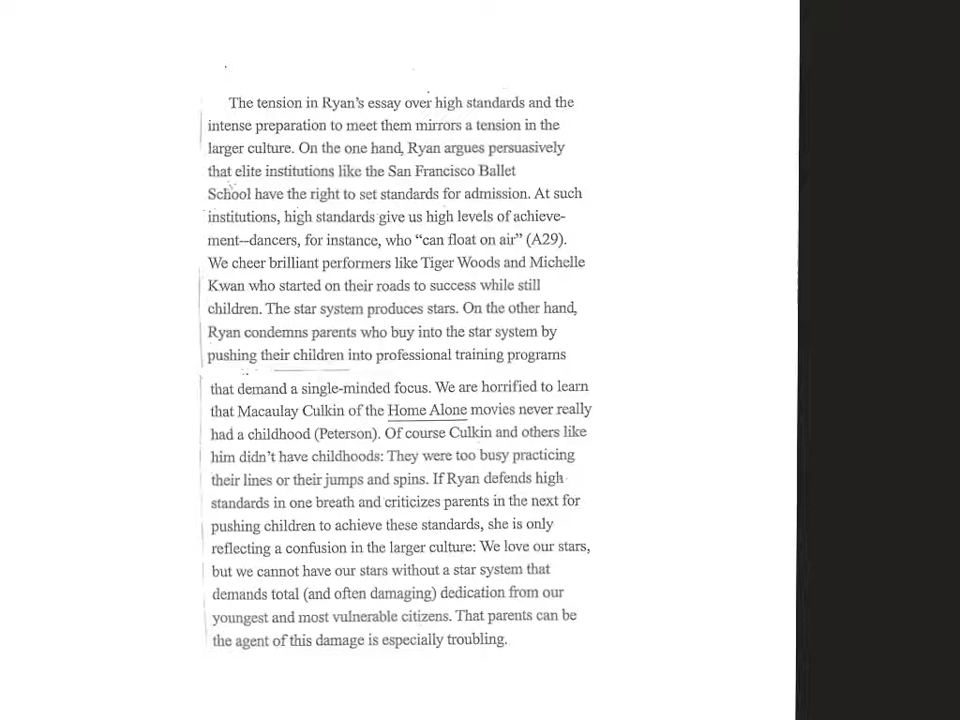 The tension in Ryan's essay over high standards and the
intense preparation to meet them mirrors a tension in the
larger culture. On the one hand, Ryan argues persuasively
that elite institutions like the San Francisco Ballet
School have the right to set standards for admission. At such
institutions, high standards give us high levels of achieve-
ment--dancers, for instance, who “can float on air” (A29).
We cheer brilliant performers like Tiger Woods and Michelle
Kwan who started on their roads to success while still
children. The star system produces stars. On the other hand,
Ryan condemns parents who buy into the star system by
pushing their children into professional training programs
that demand a single-minded focus. We are horrified to learn
that Macaulay Culkin of the Home Alone movies never really
had a childhood (Peterson). Of course Culkin and others like
him didn't have childhoods: They were too busy practicing
their lines or their jumps and spins. If Ryan defends high
standards in one breath and criticizes parents in the next for
pushing children to achieve these standards, she is only
reflecting a confusion in the larger culture: We love our stars,
but we cannot have our stars without a star system that
demands total (and often damaging) dedication from our
youngest and most vulnerable citizens. That parents can be
the agent of this damage is especially troubling.